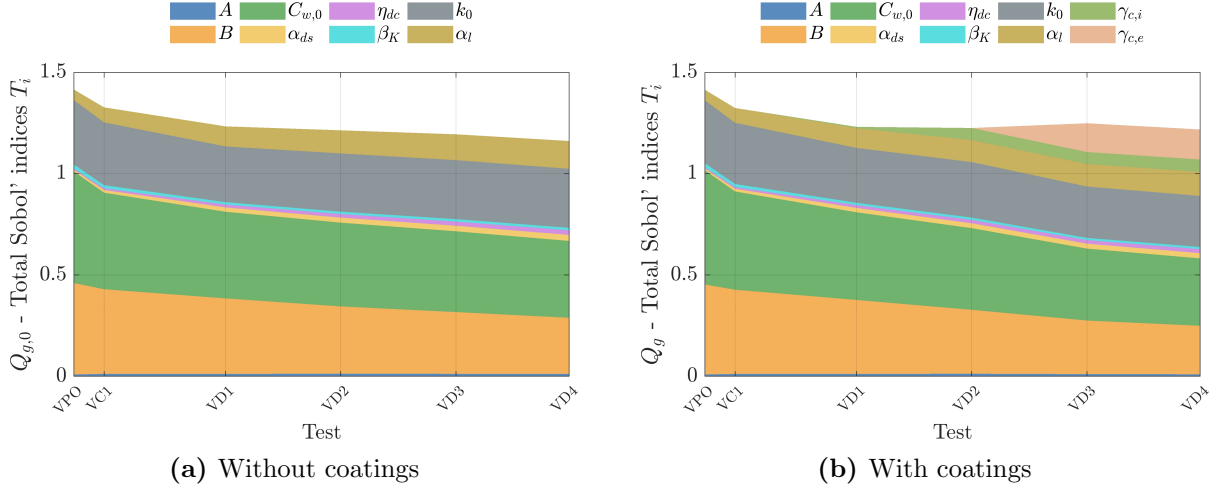 A C_{w,0} η_{dc} k_0
B α_{ds} β_K α_l
Q_{g,0} - Total Sobol' indices T_i
1.5
1
0.5
0
VPO VC1 VD1 VD2 VD3 VD4
Test
(a) Without coatings
A C_{w,0} η_{dc} k_0 γ_{c,i}
B α_{ds} β_K α_l γ_{c,e}
Q_g - Total Sobol' indices T_i
1.5
1
0.5
0
VPO VC1 VD1 VD2 VD3 VD4
Test
(b) With coatings